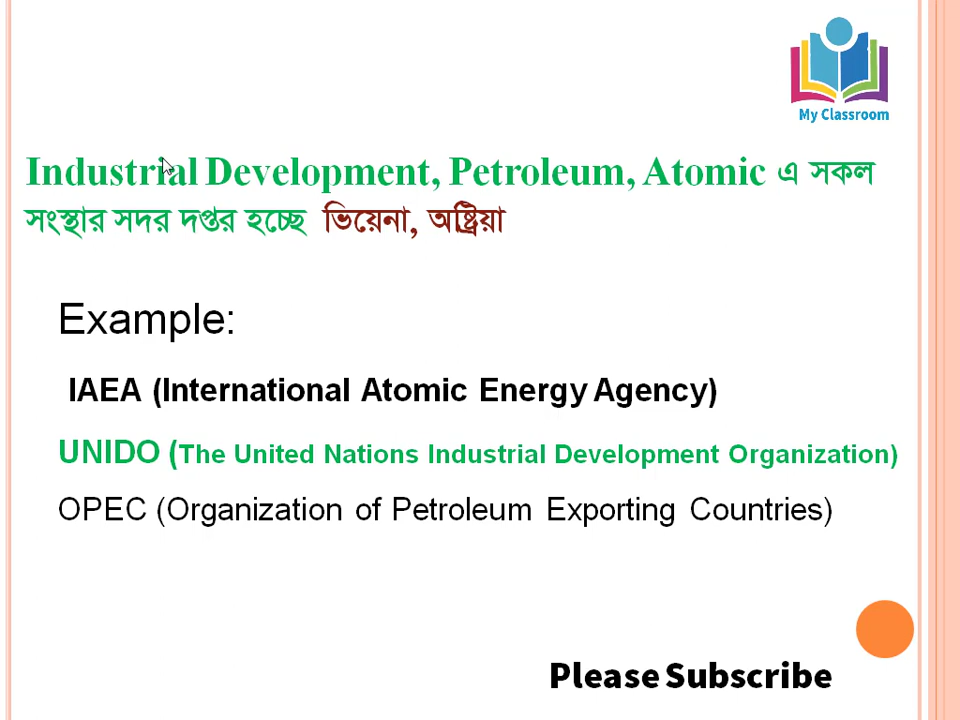 My Classroom
Industrial Development, Petroleum, Atomic এ সকল
সংস্থার সদর দপ্তর হচ্ছে ভিয়েনা, অষ্ট্রিয়া
Example:
IAEA (International Atomic Energy Agency)
UNIDO (The United Nations Industrial Development Organization)
OPEC (Organization of Petroleum Exporting Countries)
Please Subscribe